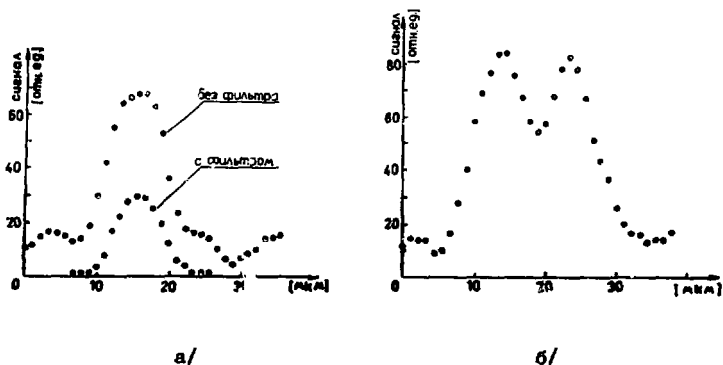 сигнал
[отн.ед.]
60
40
20
0
10
20
[мкм]
без фильтра
с фильтром
а/
сигнал
[отн.ед.]
80
60
40
20
0
10
20
30
[мкм]
б/